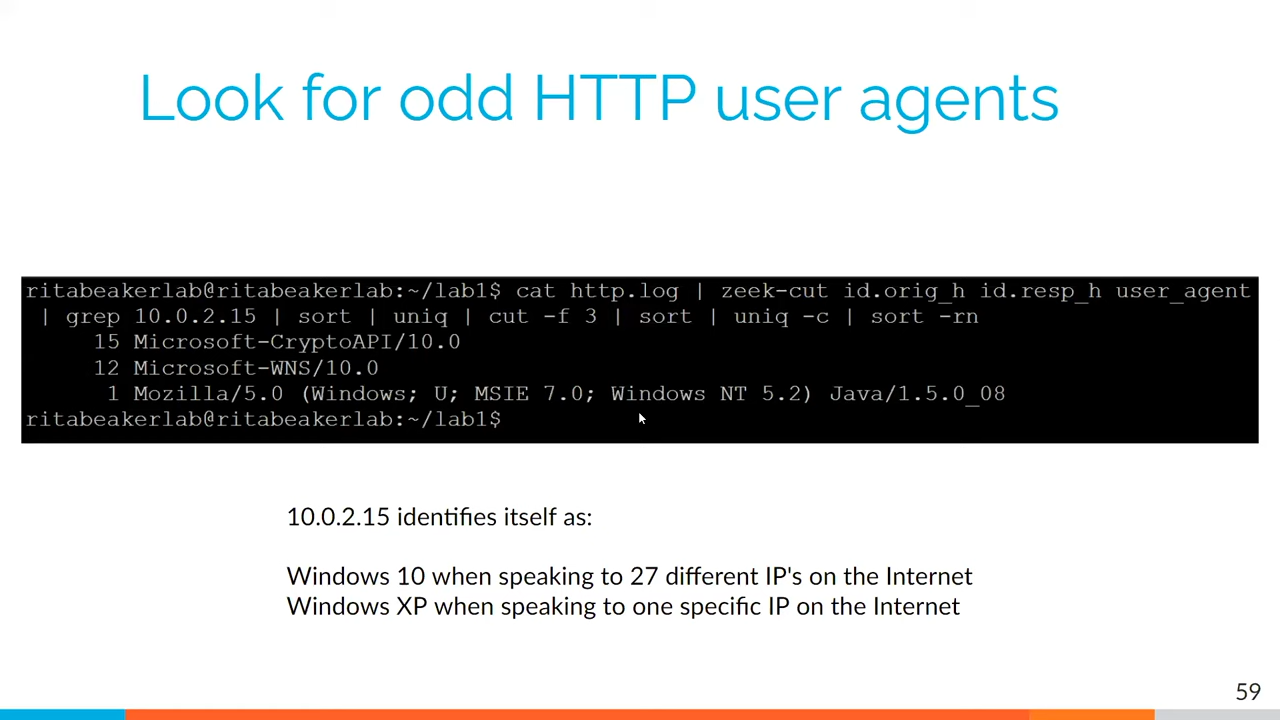 Look for odd HTTP user agents
ritabeakerlab@ritabeakerlab:~/lab1$ cat http.log | zeek-cut id.orig_h id.resp_h user_agent
| grep 10.0.2.15 | sort | uniq | cut -f 3 | sort | uniq -c | sort -rn
15 Microsoft-CryptoAPI/10.0
12 Microsoft-WNS/10.0
1 Mozilla/5.0 (Windows; U; MSIE 7.0; Windows NT 5.2) Java/1.5.0_08
ritabeakerlab@ritabeakerlab:~/lab1$
10.0.2.15 identifies itself as:
Windows 10 when speaking to 27 different IP's on the Internet
Windows XP when speaking to one specific IP on the Internet
59